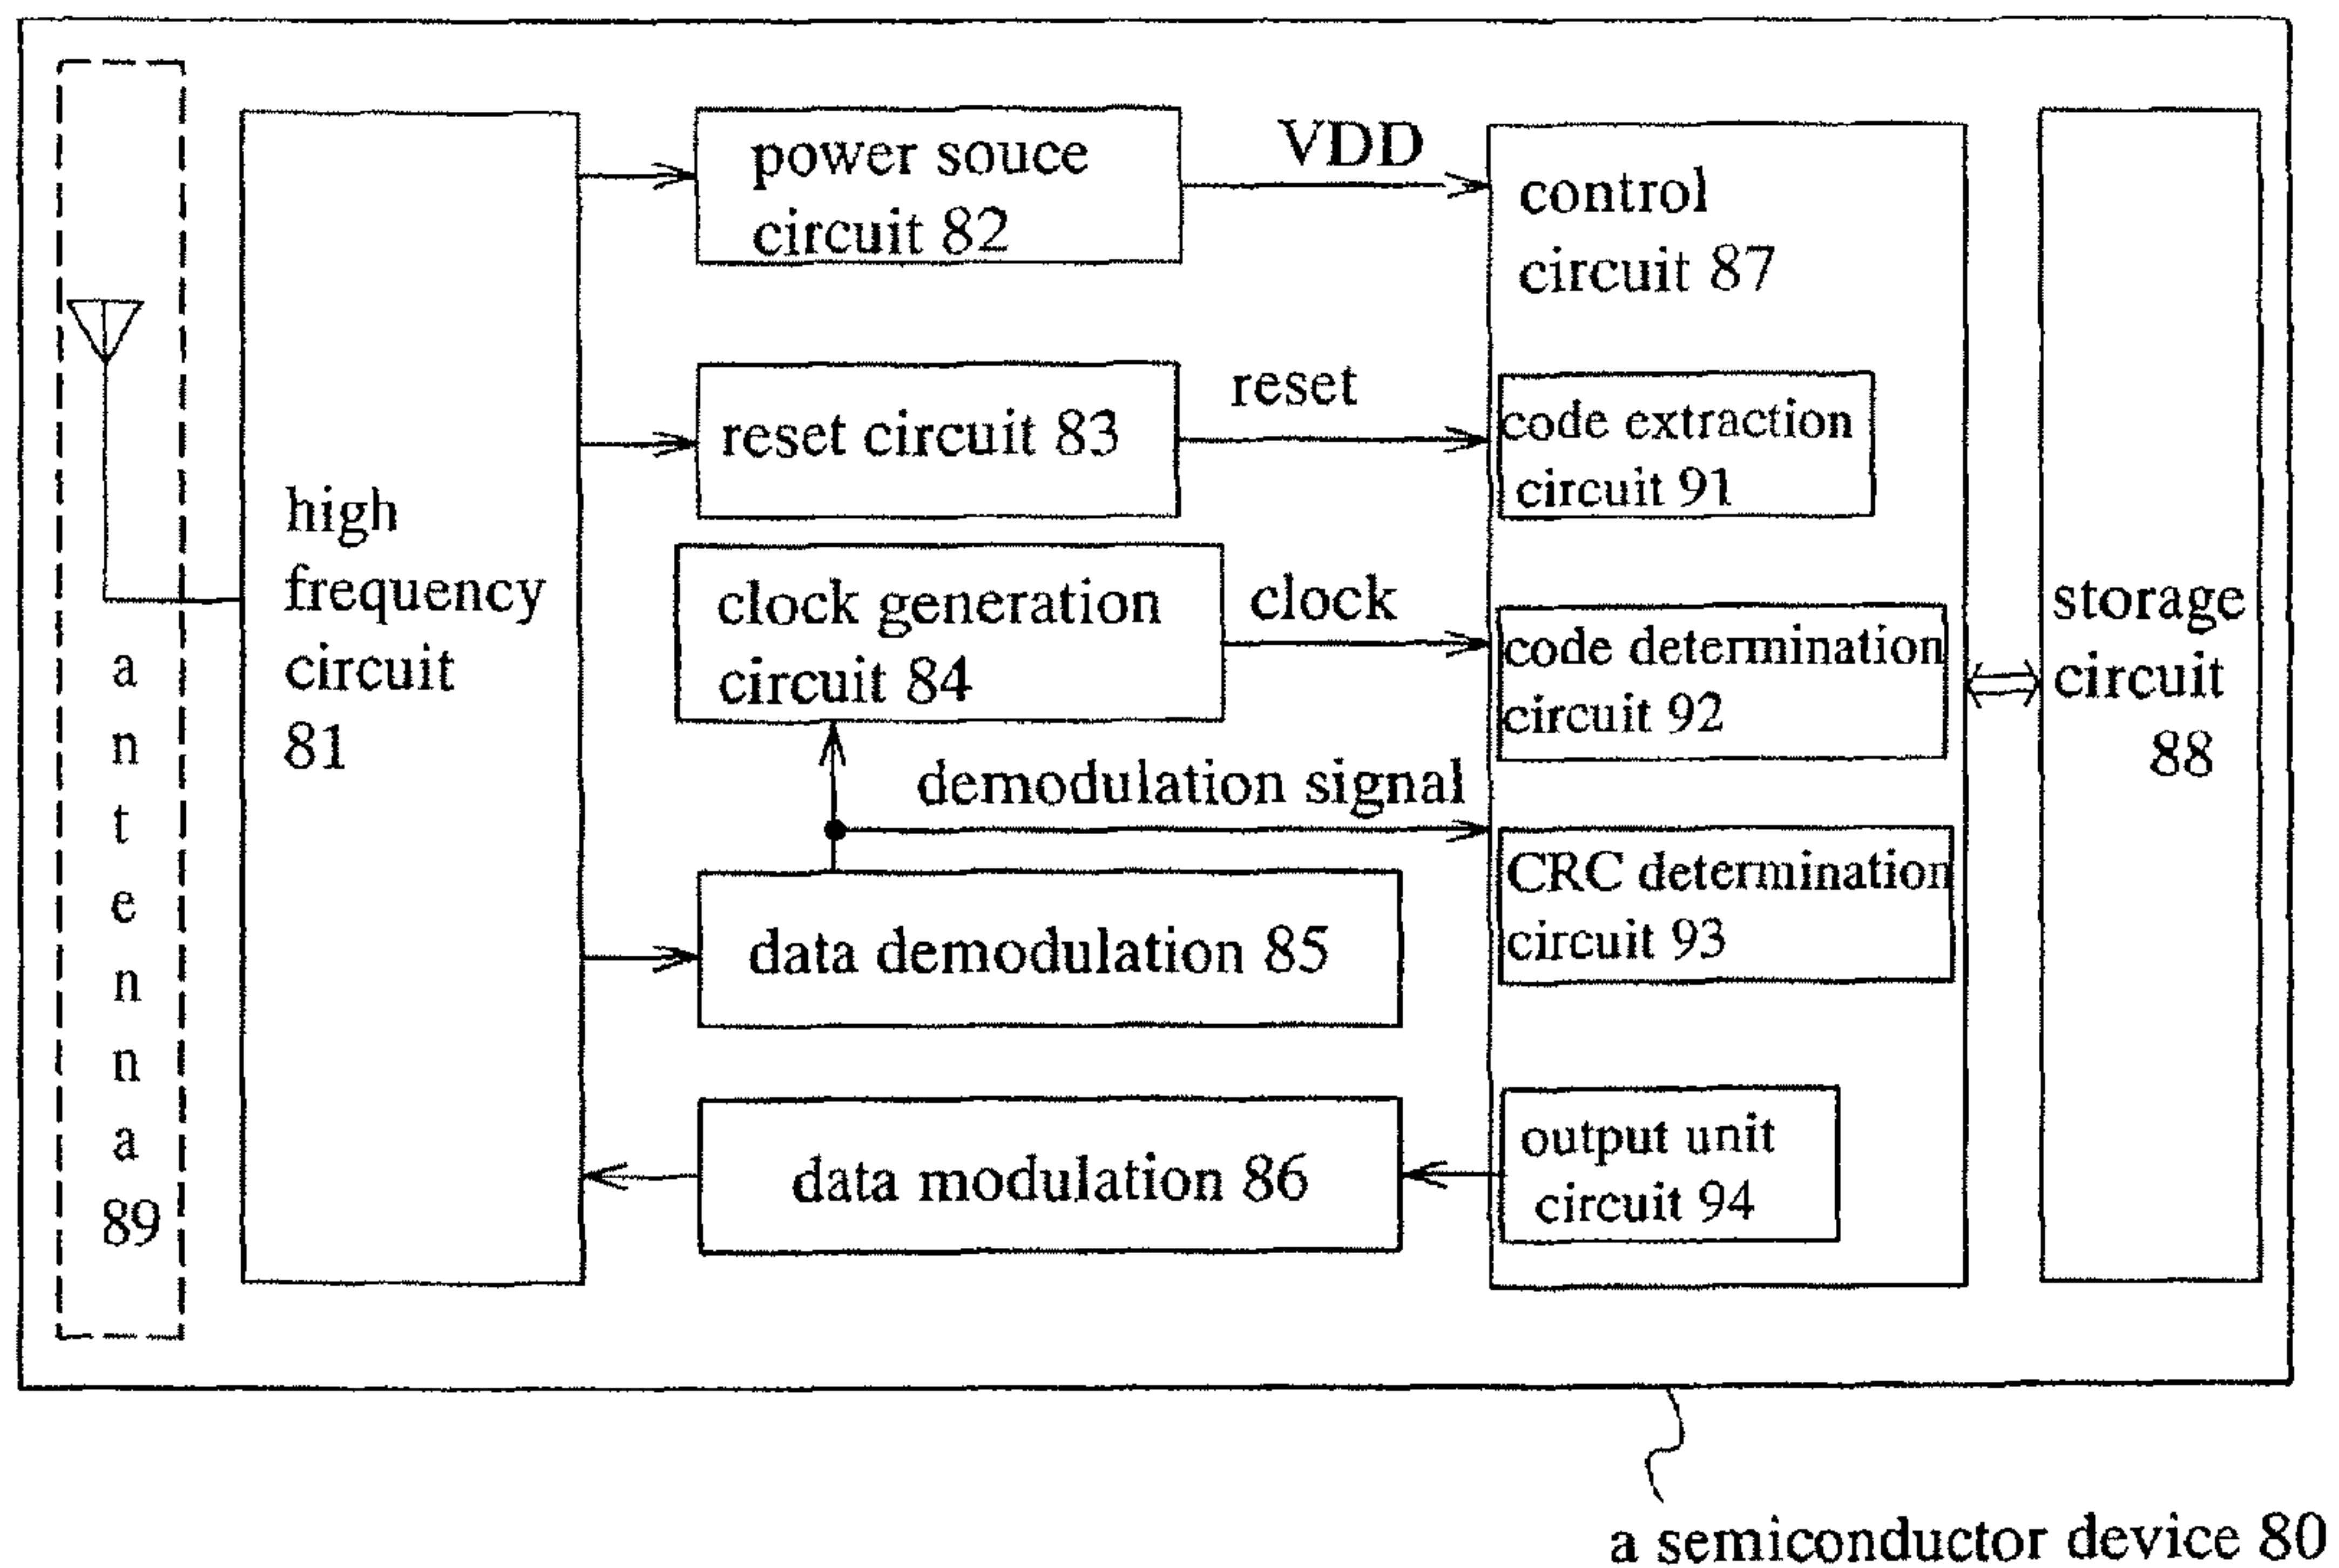 antenna
89
high
frequency
circuit
81
power souce
circuit 82
VDD
reset circuit 83
reset
clock generation
circuit 84
clock
demodulation signal
data demodulation 85
data modulation 86
control
circuit 87
code extraction
circuit 91
code determination
circuit 92
CRC determination
circuit 93
output unit
circuit 94
storage
circuit
88
a semiconductor device 80